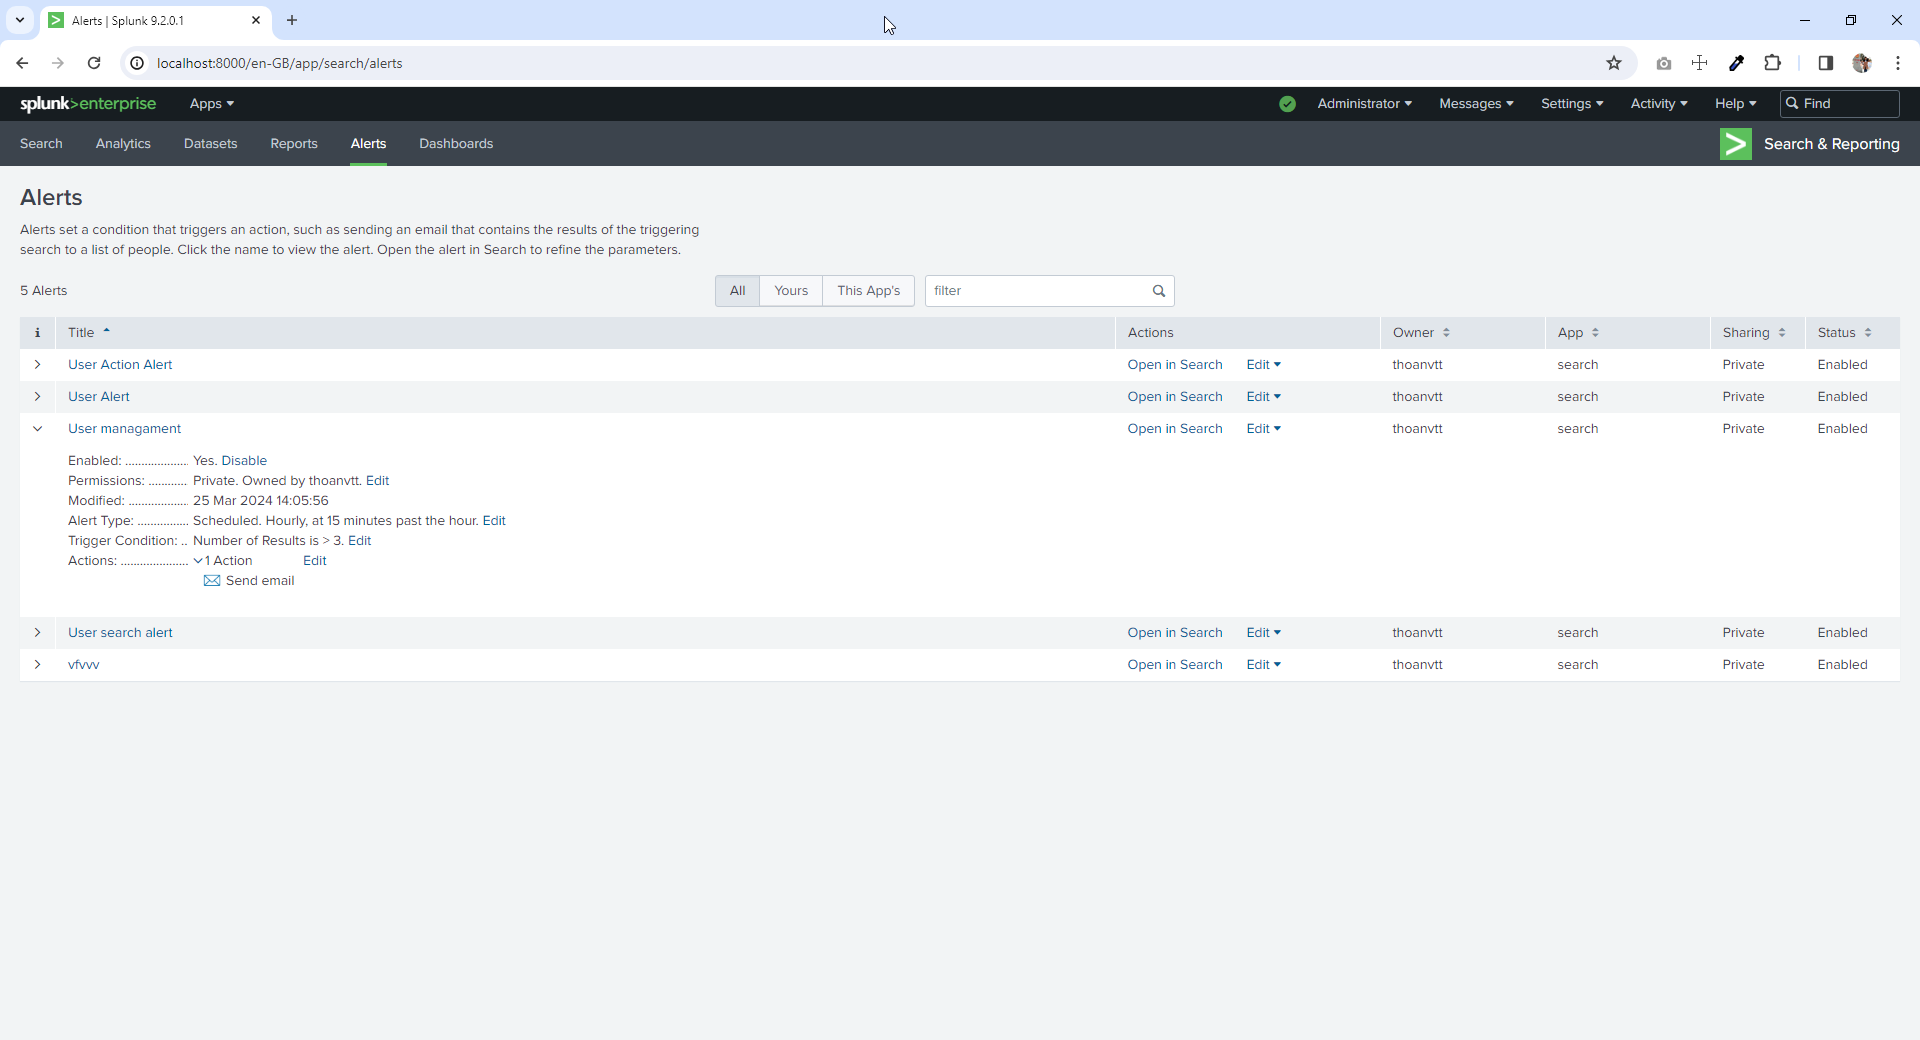 Alerts | Splunk 9.2.0.1
localhost:8000/en-GB/app/search/alerts
splunk>enterprise Apps Administrator Messages Settings Activity Help Find
Search Analytics Datasets Reports Alerts Dashboards Search & Reporting
Alerts
Alerts set a condition that triggers an action, such as sending an email that contains the results of the triggering
search to a list of people. Click the name to view the alert. Open the alert in Search to refine the parameters.
5 Alerts All Yours This App's filter
i Title Actions Owner App Sharing Status
User Action Alert Open in Search Edit thoanvtt search Private Enabled
User Alert Open in Search Edit thoanvtt search Private Enabled
User managament Open in Search Edit thoanvtt search Private Enabled
Enabled: ................... Yes. Disable
Permissions: ............ Private. Owned by thoanvtt. Edit
Modified: .................. 25 Mar 2024 14:05:56
Alert Type: ............... Scheduled. Hourly, at 15 minutes past the hour. Edit
Trigger Condition: .. Number of Results is > 3. Edit
Actions: ..................... 1 Action Edit
Send email
User search alert Open in Search Edit thoanvtt search Private Enabled
vfvvv Open in Search Edit thoanvtt search Private Enabled